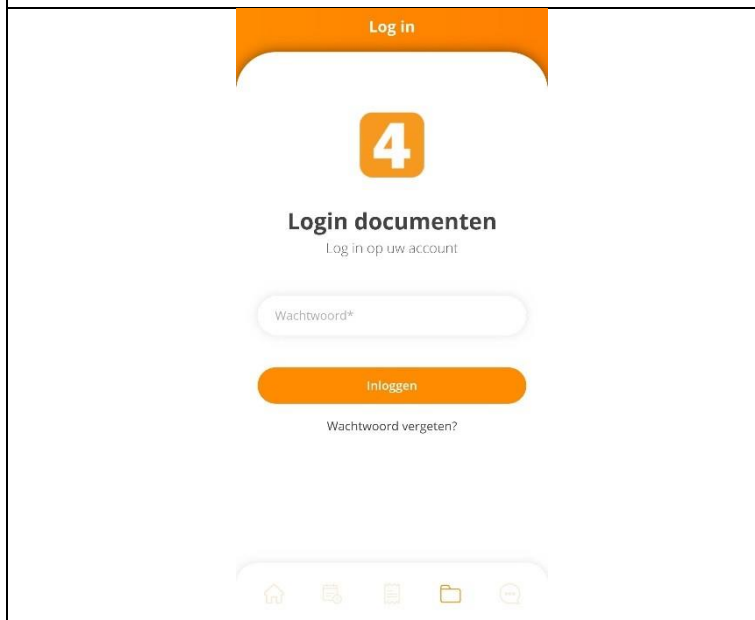 Log in
4
Login documenten
Log in op uw account
Wachtwoord*
Inloggen
Wachtwoord vergeten?